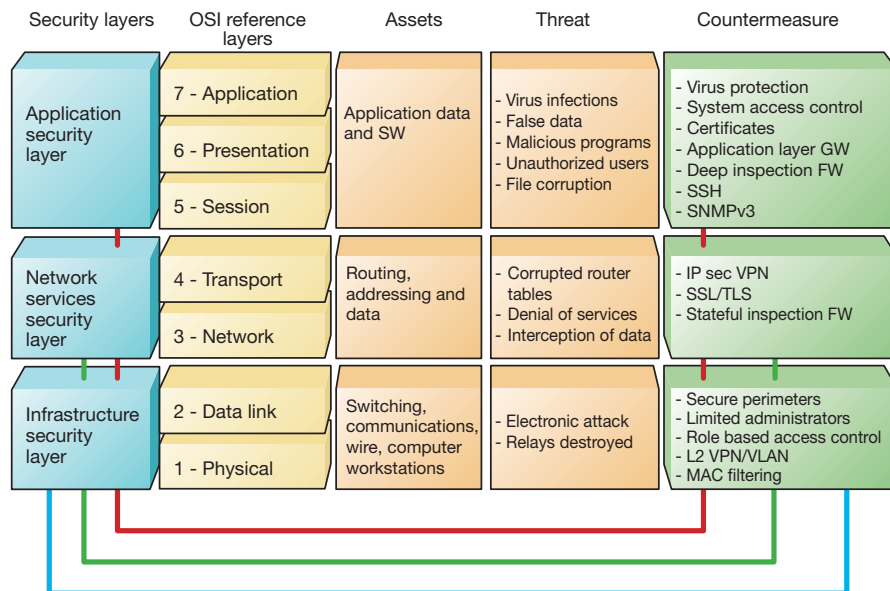 Security layers
OSI reference
layers
Assets
Threat
Countermeasure
Application
security
layer
7 - Application
6 - Presentation
5 - Session
Application data
and SW
- Virus infections
- False data
- Malicious programs
- Unauthorized users
- File corruption
- Virus protection
- System access control
- Certificates
- Application layer GW
- Deep inspection FW
- SSH
- SNMPv3
Network
services
security
layer
4 - Transport
3 - Network
Routing,
addressing and
data
- Corrupted router
tables
- Denial of services
- Interception of data
- IP sec VPN
- SSL/TLS
- Stateful inspection FW
Infrastructure
security
layer
2 - Data link
1 - Physical
Switching,
communications,
wire, computer
workstations
- Electronic attack
- Relays destroyed
- Secure perimeters
- Limited administrators
- Role based access control
- L2 VPN/VLAN
- MAC filtering